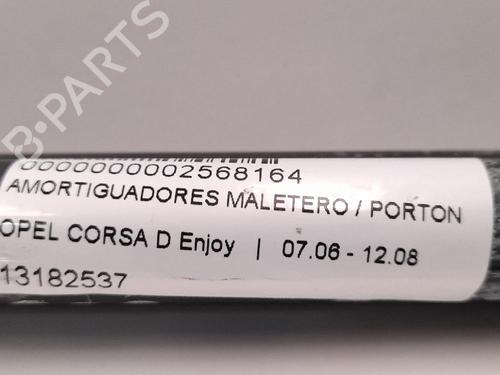 B-PARTS
0000000002568164
AMORTIGUADORES MALETERO / PORTON
OPEL CORSA D Enjoy | 07.06 - 12.08
13182537